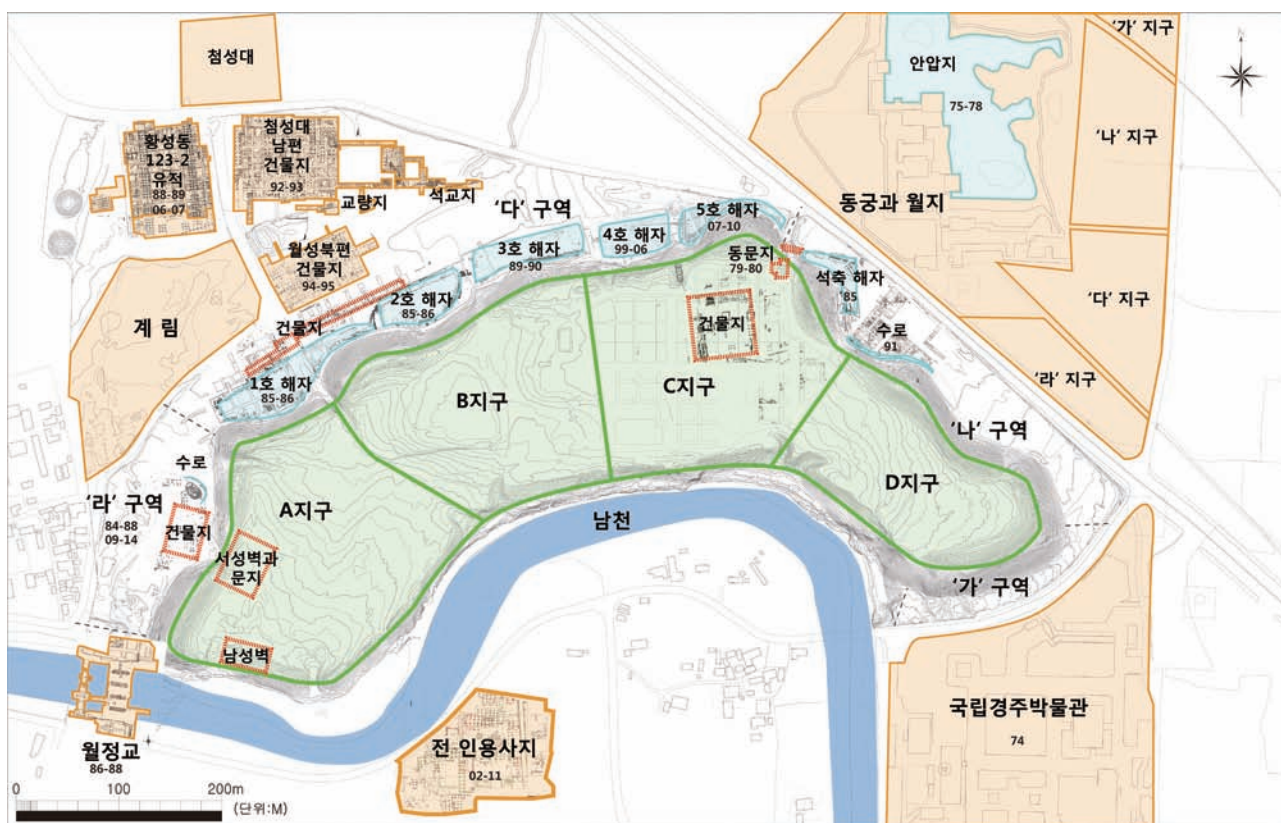 첨성대
황성동
123-2
유적
88-89
06-07
첨성대
남편
건물지
92-93
교량지
석교지
'다' 구역
월성북편
건물지
94-95
계 림
건물지
1호 해자
85-86
2호 해자
85-86
3호 해자
89-90
4호 해자
99-06
5호 해자
07-10
동문지
79-80
석축 해자
85
수로
91
안압지
75-78
동궁과 월지
'가' 지구
'나' 지구
'다' 지구
'라' 지구
N
건물지
A지구
B지구
C지구
D지구
'나' 구역
'가' 구역
수로
'라' 구역
84-88
09-14
건물지
서성벽과
문지
남성벽
남천
월정교
86-88
전 인용사지
02-11
국립경주박물관
74
0 100 200m
(단위:M)